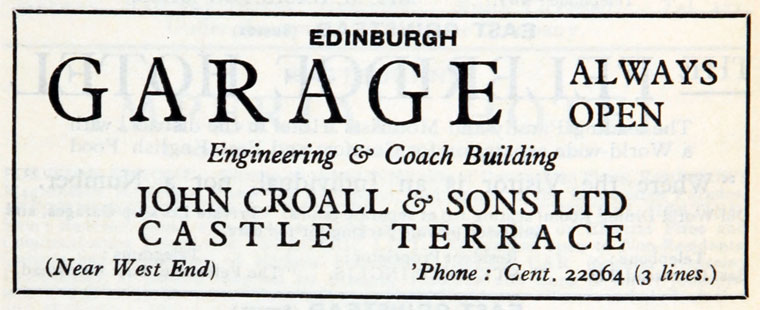 EDINBURGH
GARAGE ALWAYS OPEN
Engineering & Coach Building
JOHN CROALL & SONS LTD
CASTLE TERRACE
(Near West End) 'Phone : Cent. 22064 (3 lines.)